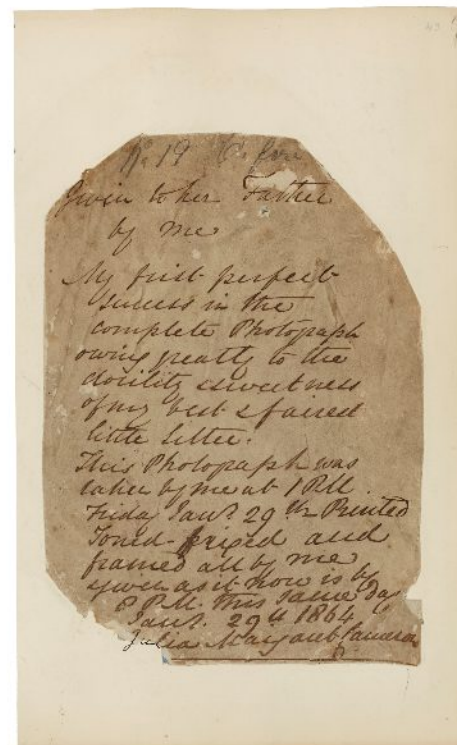 No 19
Given to her Father
by me
My first perfect
success in the
complete Photograph
owing greatly to the
docility & sweetness
of my best & fairest
little sitter.
This Photograph was
taken by me at 1 P.M.
Friday Jany. 29th Printed
Toned - fixed and
framed all by me
given as it now is by
8 P.M. this same day
Jany. 29th 1864
Julia Margaret Cameron